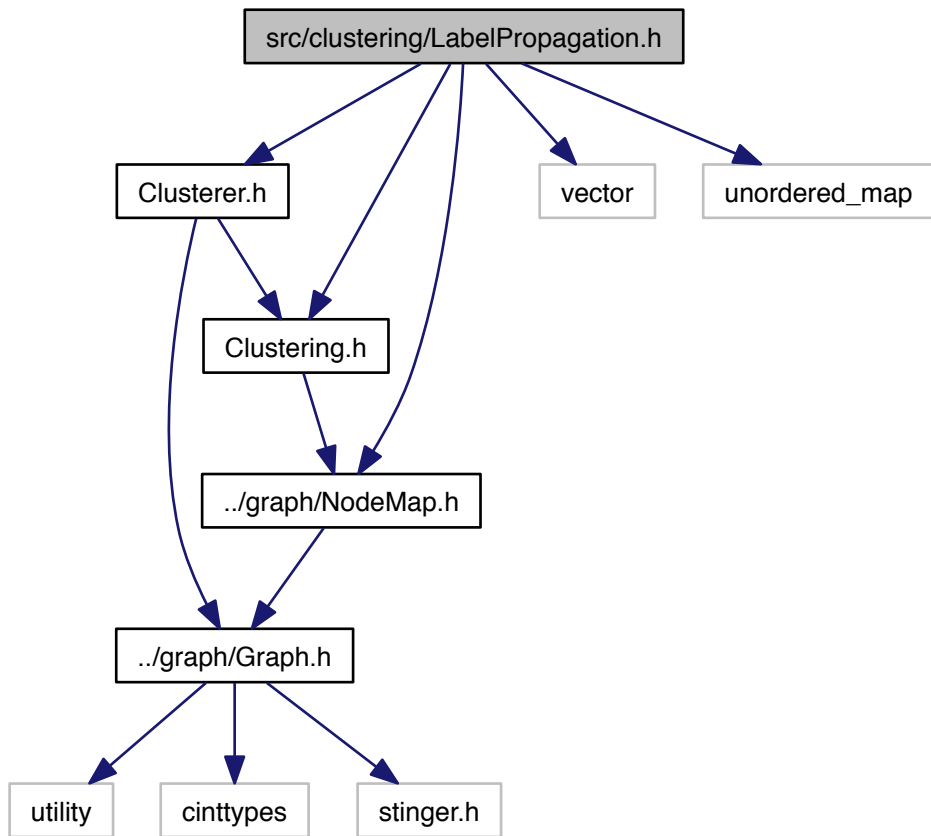 src/clustering/LabelPropagation.h
Clusterer.h
vector
unordered_map
Clustering.h
../graph/NodeMap.h
../graph/Graph.h
utility
cinttypes
stinger.h